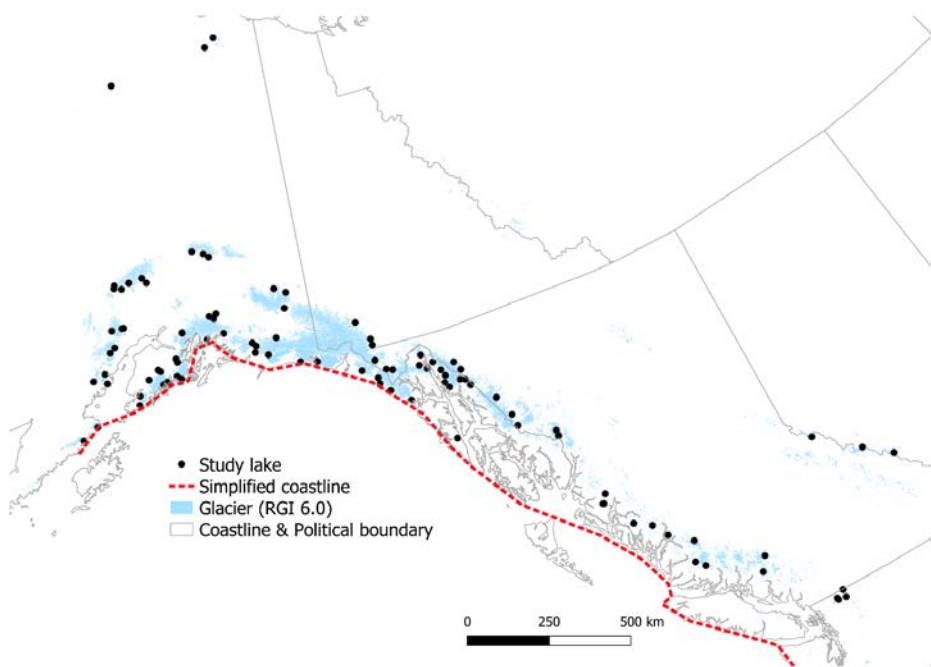 Study lake
Simplified coastline
Glacier (RGI 6.0)
Coastline & Political boundary
0 250 500 km